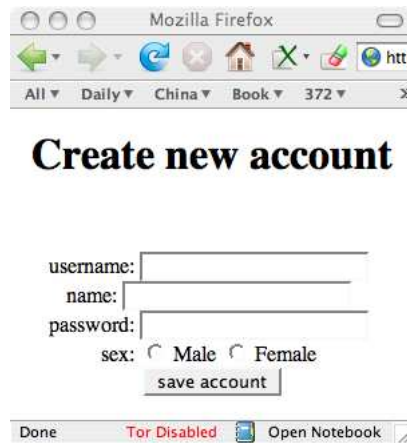 Mozilla Firefox
htt
All ▾ Daily ▾ China ▾ Book ▾ 372 ▾
Create new account
username:
name:
password:
sex: Male Female
save account
Done Tor Disabled Open Notebook